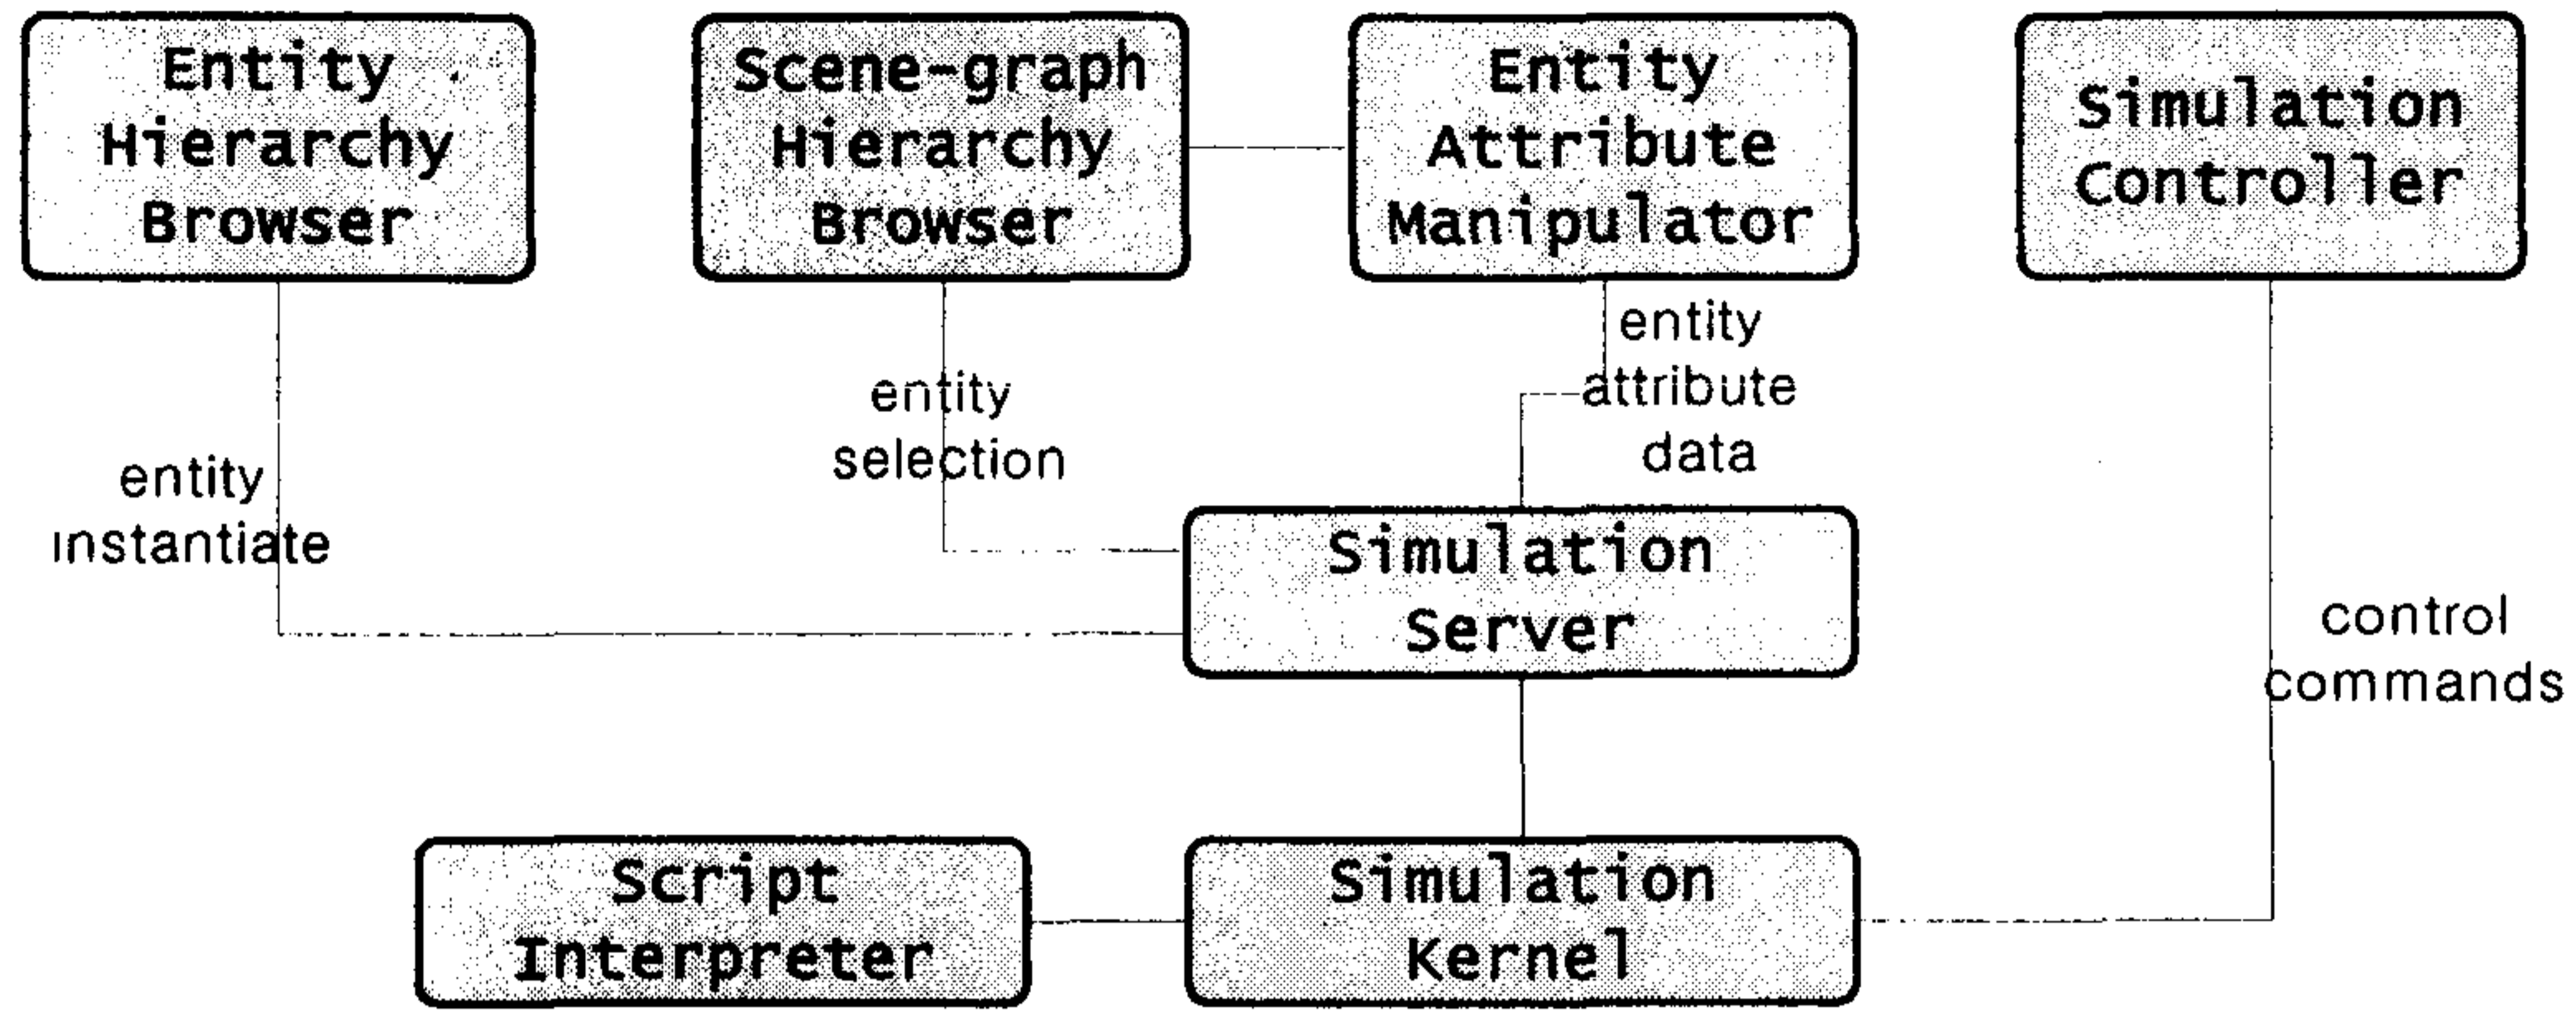 Entity
Hierarchy
Browser
Scene-graph
Hierarchy
Browser
Entity
Attribute
Manipulator
Simulation
Controller
entity
attribute
data
entity
selection
entity
instantiate
Simulation
Server
control
commands
Script
Interpreter
Simulation
Kernel